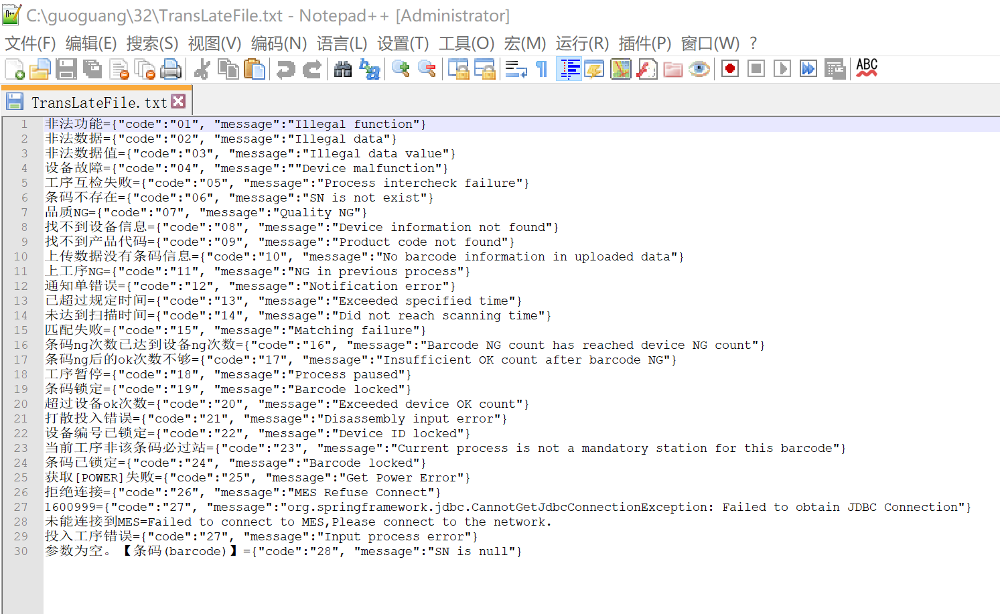 C:\guoguang\32\TransLateFile.txt - Notepad++ [Administrator]
文件(F) 编辑(E) 搜索(S) 视图(V) 编码(N) 语言(L) 设置(T) 工具(O) 宏(M) 运行(R) 插件(P) 窗口(W) ?
ABC
TransLateFile.txt
1 非法功能={"code":"01", "message":"Illegal function"}
2 非法数据={"code":"02", "message":"Illegal data"}
3 非法数据值={"code":"03", "message":"Illegal data value"}
4 设备故障={"code":"04", "message":""Device malfunction"}
5 工序互检失败={"code":"05", "message":"Process intercheck failure"}
6 条码不存在={"code":"06", "message":"SN is not exist"}
7 品质NG={"code":"07", "message":"Quality NG"}
8 找不到设备信息={"code":"08", "message":"Device information not found"}
9 找不到产品代码={"code":"09", "message":"Product code not found"}
10 上传数据没有条码信息={"code":"10", "message":"No barcode information in uploaded data"}
11 上工序NG={"code":"11", "message":"NG in previous process"}
12 通知单错误={"code":"12", "message":"Notification error"}
13 已超过规定时间={"code":"13", "message":"Exceeded specified time"}
14 未达到扫描时间={"code":"14", "message":"Did not reach scanning time"}
15 匹配失败={"code":"15", "message":"Matching failure"}
16 条码ng次数已达到设备ng次数={"code":"16", "message":"Barcode NG count has reached device NG count"}
17 条码ng后的ok次数不够={"code":"17", "message":"Insufficient OK count after barcode NG"}
18 工序暂停={"code":"18", "message":"Process paused"}
19 条码锁定={"code":"19", "message":"Barcode locked"}
20 超过设备ok次数={"code":"20", "message":"Exceeded device OK count"}
21 打散投入错误={"code":"21", "message":"Disassembly input error"}
22 设备编号已锁定={"code":"22", "message":"Device ID locked"}
23 当前工序非该条码必过站={"code":"23", "message":"Current process is not a mandatory station for this barcode"}
24 条码已锁定={"code":"24", "message":"Barcode locked"}
25 获取[POWER]失败={"code":"25", "message":"Get Power Error"}
26 拒绝连接={"code":"26", "message":"MES Refuse Connect"}
27 1600999={"code":"27", "message":"org.springframework.jdbc.CannotGetJdbcConnectionException: Failed to obtain JDBC Connection"}
28 未能连接到MES=Failed to connect to MES,Please connect to the network.
29 投入工序错误={"code":"27", "message":"Input process error"}
30 参数为空。【条码(barcode)】={"code":"28", "message":"SN is null"}